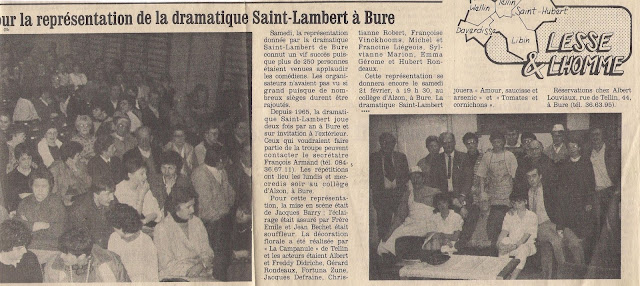 our la représentation de la dramatique Saint-Lambert à Bure
Samedi, la représentation
donnée par la dramatique
Saint-Lambert de Bure
connut un vif succès puis-
que plus de 250 personnes
étaient venues applaudir
les comédiens. Les organi-
sateurs n'avaient pas vu si
grand puisque de nom-
breux sièges durent être
rajoutés.
Depuis 1965, la dramati-
que Saint-Lambert joue
deux fois par an à Bure et
sur invitation à l'extérieur.
Ceux qui voudraient faire
partie de la troupe peuvent
contacter le secrétaire
François Armand (tél. 084-
36.67.11). Les répétitions
ont lieu les lundis et mer-
credis soir au collège
d'Alzon, à Bure.
Pour cette représenta-
tion, la mise en scène était
de Jacques Barry; l'éclai-
rage était assuré par Frère
Emile et Jean Bechet était
souffleur. La décoration
florale a été réalisée par
« La Campanule » de Tellin
et les acteurs étaient Albert
et Freddy Didriche, Gérard
Rondeaux, Fortuna Zune,
Jacques Defraine, Chris-
tianne Robert, Françoise
Vinckbooms, Michel et
Francine Liégeois, Syl-
vianne Marion, Emma
Gérome et Hubert Ron-
deaux.
Cette représentation se
donnera encore le samedi
21 février, à 19 h 30, au
collège d'Alzon, à Bure. La
dramatique Saint-Lambert
jouera « Amour, saucisse et
arsenic » et « Tomates et
cornichons ».
Réservations chez Albert
Louviaux, rue de Tellin, 44,
à Bure (tél. 36.63.95).
Wellin
Tellin
Saint-Hubert
Daverdisse
Libin
LESSE
& LHOMME